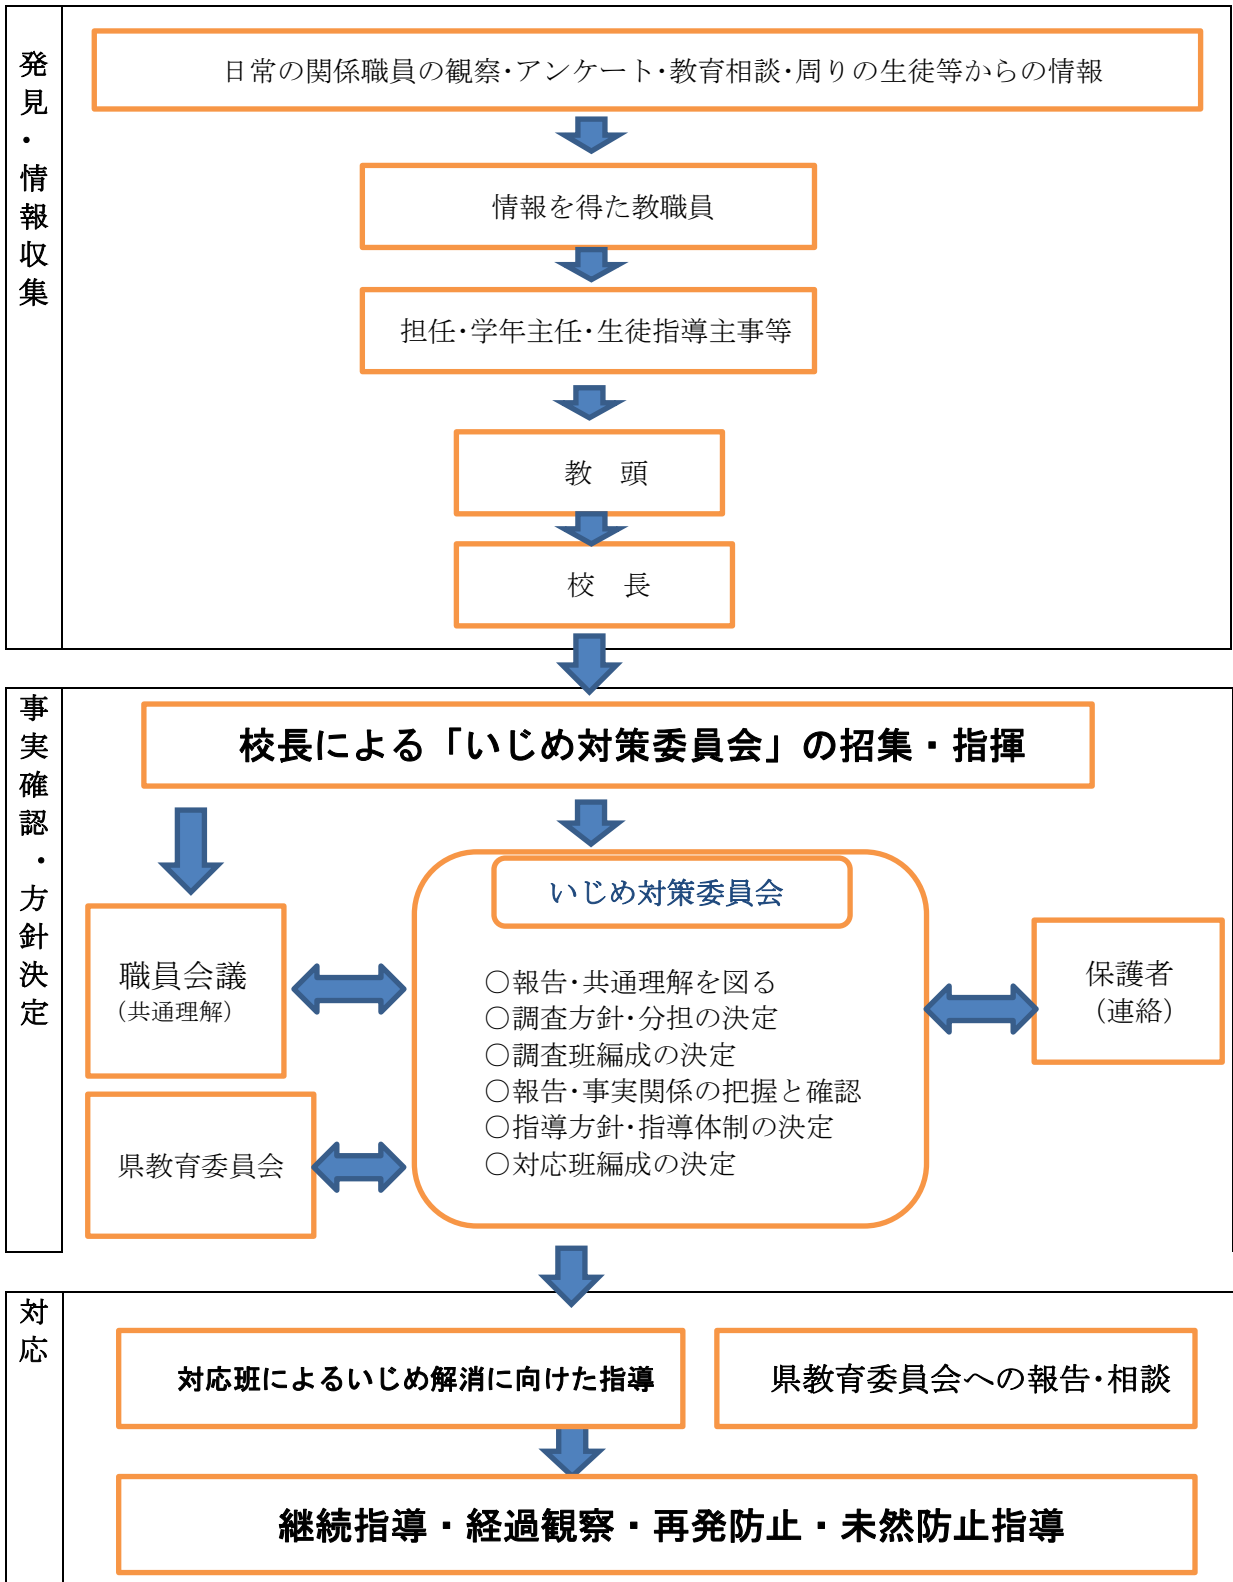 発見・情報収集
日常の関係職員の観察･アンケート･教育相談･周りの生徒等からの情報
情報を得た教職員
担任･学年主任･生徒指導主事等
教　頭
校　長
事実確認・方針決定
校長による「いじめ対策委員会」の招集・指揮
いじめ対策委員会
職員会議
（共通理解）
○報告･共通理解を図る
○調査方針･分担の決定
○調査班編成の決定
○報告･事実関係の把握と確認
○指導方針･指導体制の決定
○対応班編成の決定
保護者
（連絡）
県教育委員会
対応
対応班によるいじめ解消に向けた指導
県教育委員会への報告･相談
継続指導・経過観察・再発防止・未然防止指導